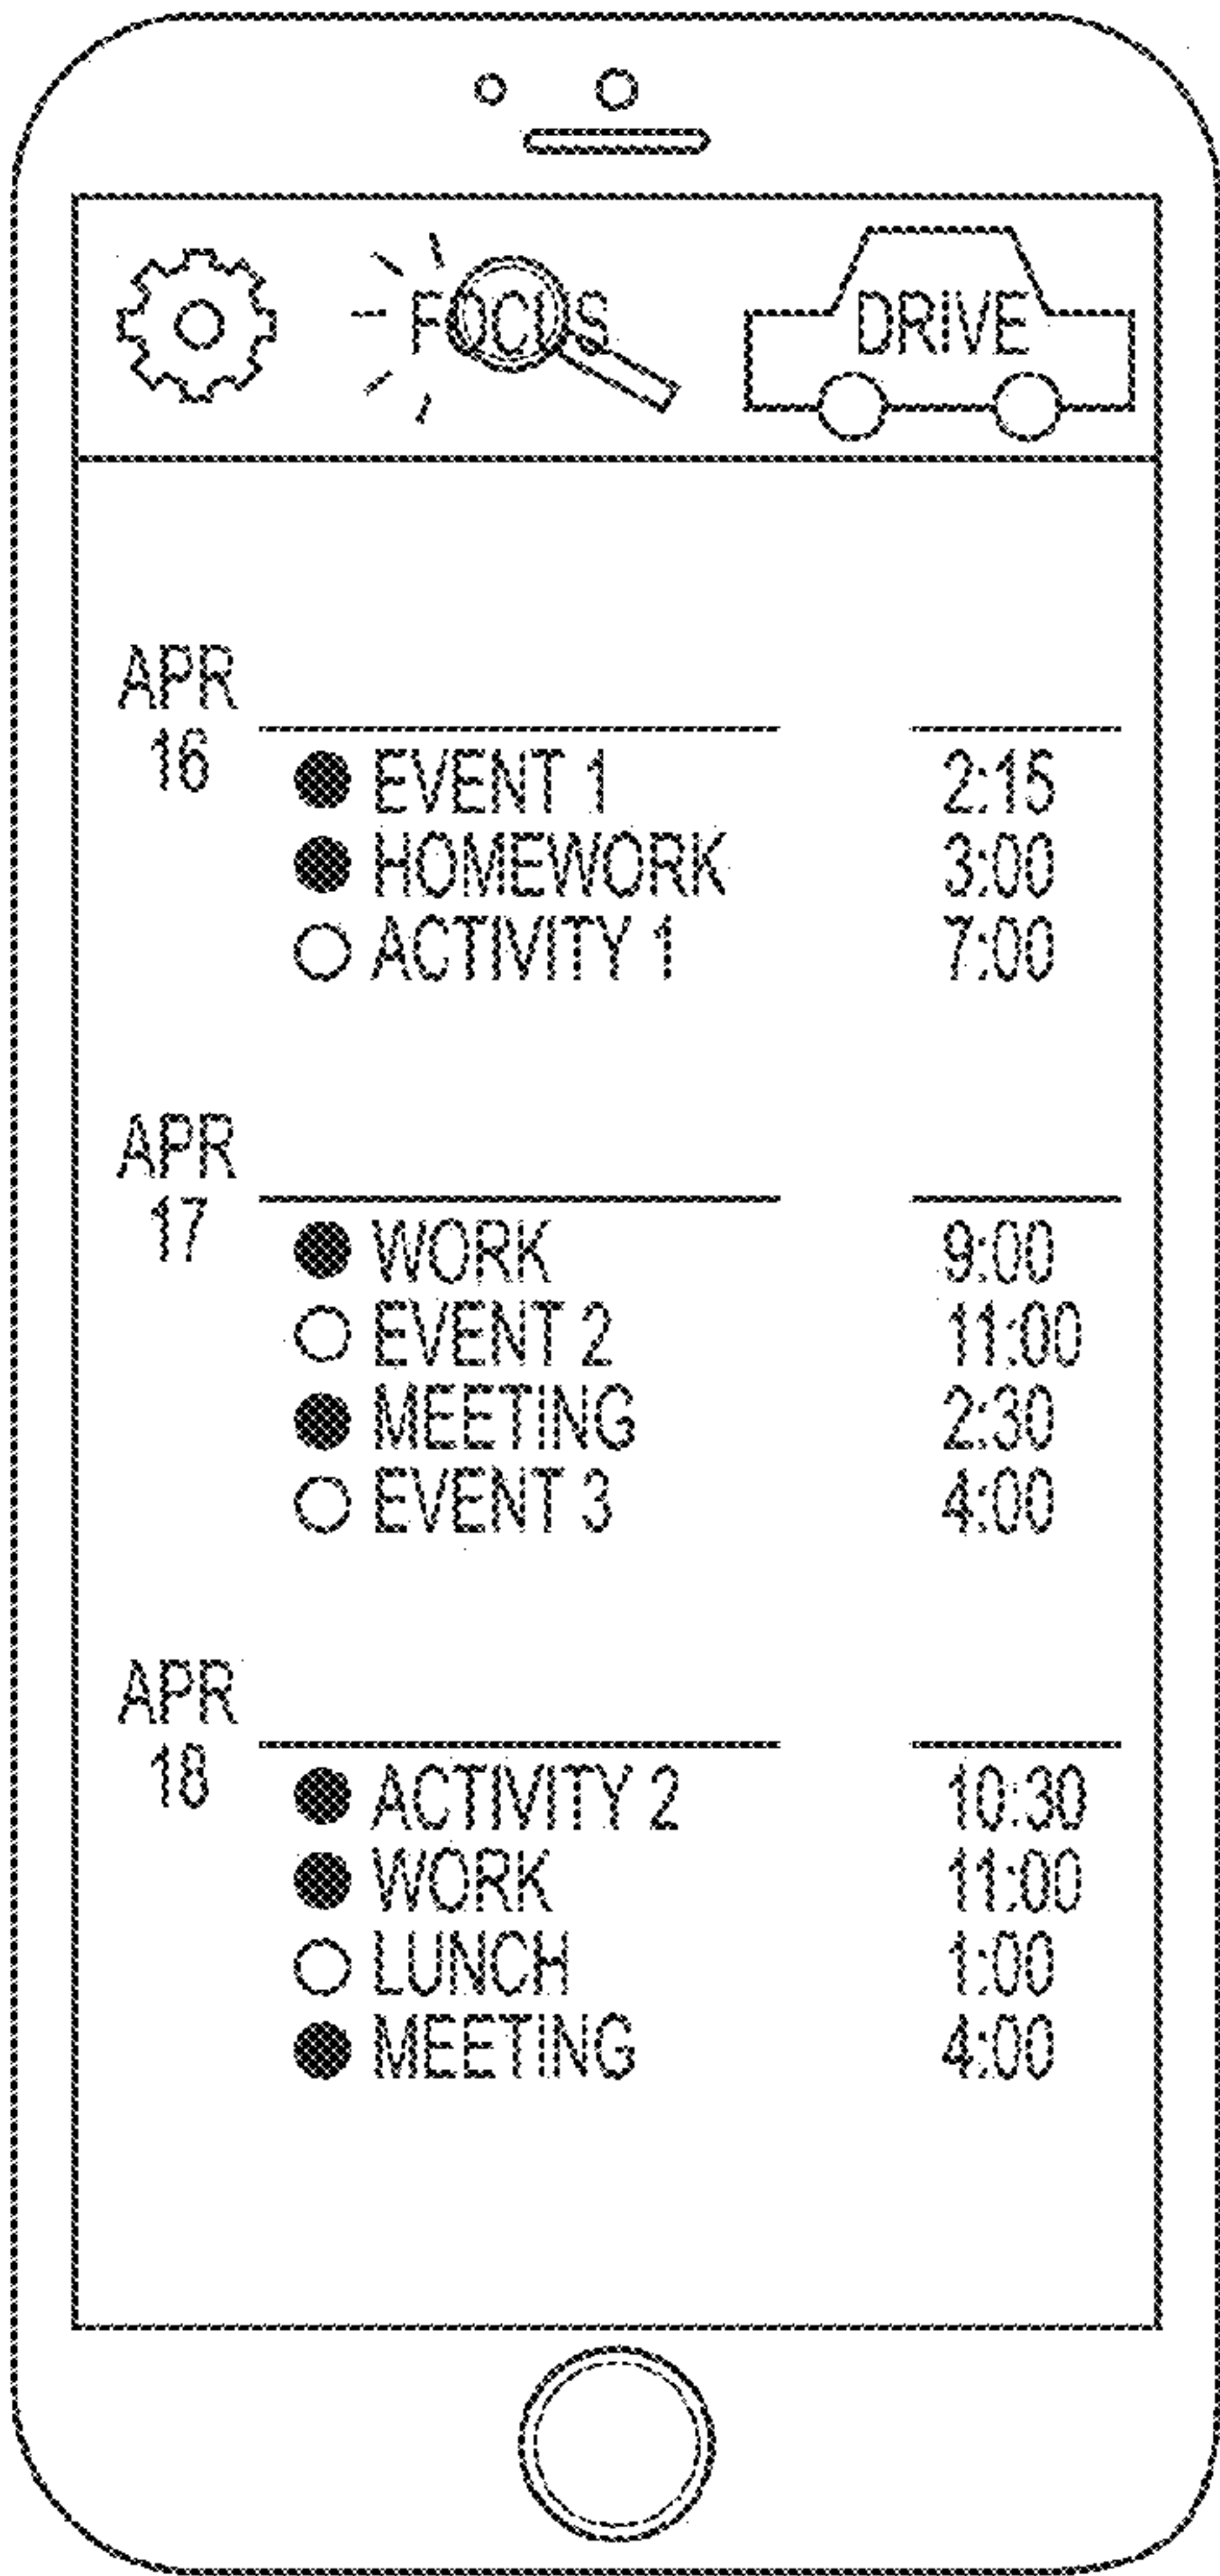 FOCUS DRIVE
APR
16
EVENT 1 2:15
HOMEWORK 3:00
ACTIVITY 1 7:00
APR
17
WORK 9:00
EVENT 2 11:00
MEETING 2:30
EVENT 3 4:00
APR
18
ACTIVITY 2 10:30
WORK 11:00
LUNCH 1:00
MEETING 4:00